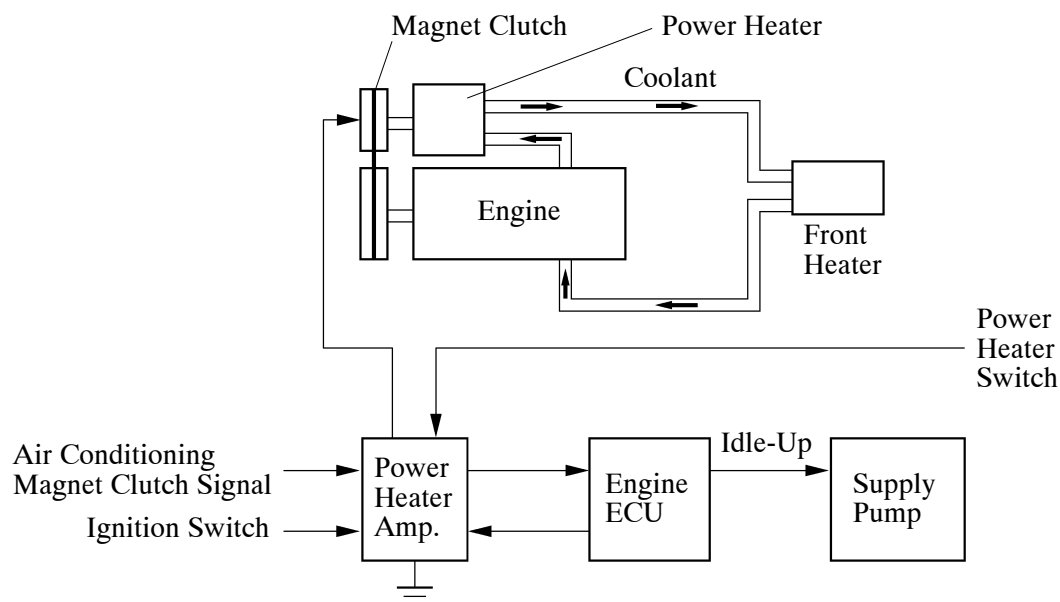 Magnet Clutch
Power Heater
Coolant
Engine
Front
Heater
Power
Heater
Switch
Air Conditioning
Magnet Clutch Signal
Ignition Switch
Power
Heater
Amp.
Engine
ECU
Idle-Up
Supply
Pump